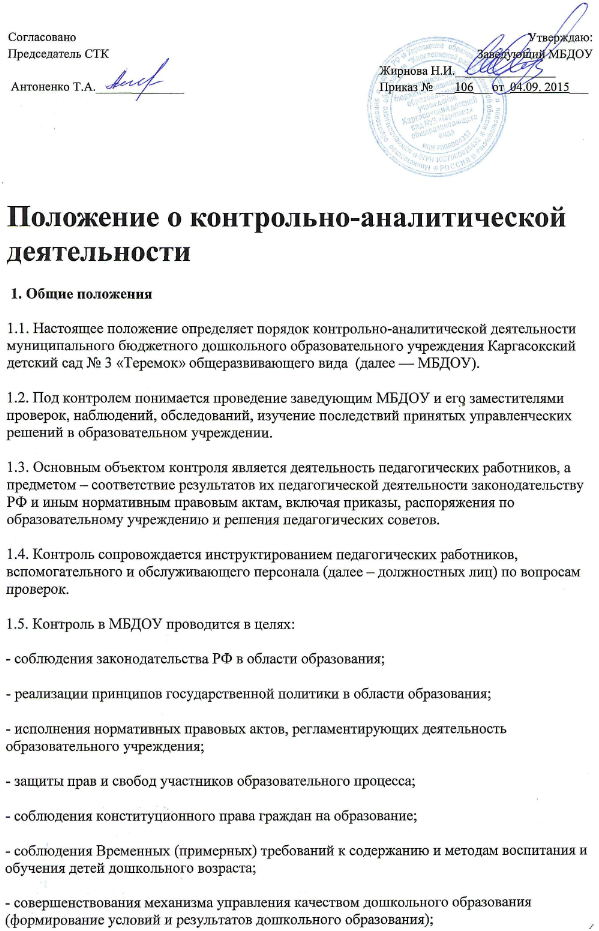 Согласовано
Председатель СТК
Антоненко Т.А.
Утверждаю:
Заведующий МБДОУ
Жирнова Н.И.
Приказ № 106 от 04.09. 2015
Положение о контрольно-аналитической
деятельности
1. Общие положения
1.1. Настоящее положение определяет порядок контрольно-аналитической деятельности
муниципального бюджетного дошкольного образовательного учреждения Каргасокский
детский сад № 3 «Теремок» общеразвивающего вида (далее — МБДОУ).
1.2. Под контролем понимается проведение заведующим МБДОУ и его заместителями
проверок, наблюдений, обследований, изучение последствий принятых управленческих
решений в образовательном учреждении.
1.3. Основным объектом контроля является деятельность педагогических работников, а
предметом – соответствие результатов их педагогической деятельности законодательству
РФ и иным нормативным правовым актам, включая приказы, распоряжения по
образовательному учреждению и решения педагогических советов.
1.4. Контроль сопровождается инструктированием педагогических работников,
вспомогательного и обслуживающего персонала (далее – должностных лиц) по вопросам
проверок.
1.5. Контроль в МБДОУ проводится в целях:
- соблюдения законодательства РФ в области образования;
- реализации принципов государственной политики в области образования;
- исполнения нормативных правовых актов, регламентирующих деятельность
образовательного учреждения;
- защиты прав и свобод участников образовательного процесса;
- соблюдения конституционного права граждан на образование;
- соблюдения Временных (примерных) требований к содержанию и методам воспитания и
обучения детей дошкольного возраста;
- совершенствования механизма управления качеством дошкольного образования
(формирование условий и результатов дошкольного образования);